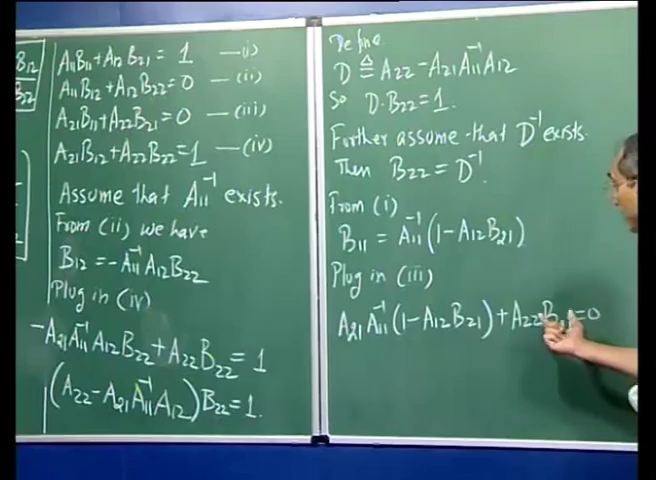 B₁₂
B₂₂
A₁₁B₁₁ + A₁₂B₂₁ = 1 —(i)
A₁₁B₁₂ + A₁₂B₂₂ = 0 —(ii)
A₂₁B₁₁ + A₂₂B₂₁ = 0 —(iii)
A₂₁B₁₂ + A₂₂B₂₂ = 1 —(iv)
Assume that A₁₁⁻¹ exists.
From (ii) we have
B₁₂ = -A₁₁⁻¹A₁₂B₂₂
Plug in (iv)
-A₂₁A₁₁⁻¹A₁₂B₂₂ + A₂₂B₂₂ = 1
(A₂₂ - A₂₁A₁₁⁻¹A₁₂)B₂₂ = 1.
Define
D ≜ A₂₂ - A₂₁A₁₁⁻¹A₁₂
So D·B₂₂ = 1.
Further assume that D⁻¹ exists.
Then B₂₂ = D⁻¹.
From (i)
B₁₁ = A₁₁⁻¹(1 - A₁₂B₂₁)
Plug in (iii)
A₂₁A₁₁⁻¹(1 - A₁₂B₂₁) + A₂₂B₂₁ = 0